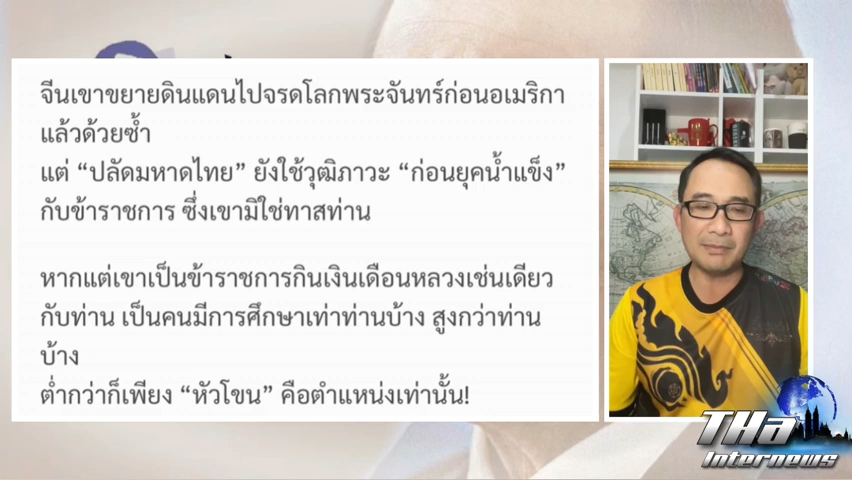 จีนเขาขยายดินแดนไปจรดโลกพระจันทร์ก่อนอเมริกา
แล้วด้วยซ้ำ
แต่ “ปลัดมหาดไทย” ยังใช้วุฒิภาวะ “ก่อนยุคน้ำแข็ง”
กับข้าราชการ ซึ่งเขามิใช่ทาสท่าน
หากแต่เขาเป็นข้าราชการกินเงินเดือนหลวงเช่นเดียว
กับท่าน เป็นคนมีการศึกษาเท่าท่านบ้าง สูงกว่าท่าน
บ้าง
ต่ำกว่าก็เพียง “หัวโขน” คือตำแหน่งเท่านั้น!
THa
Internews